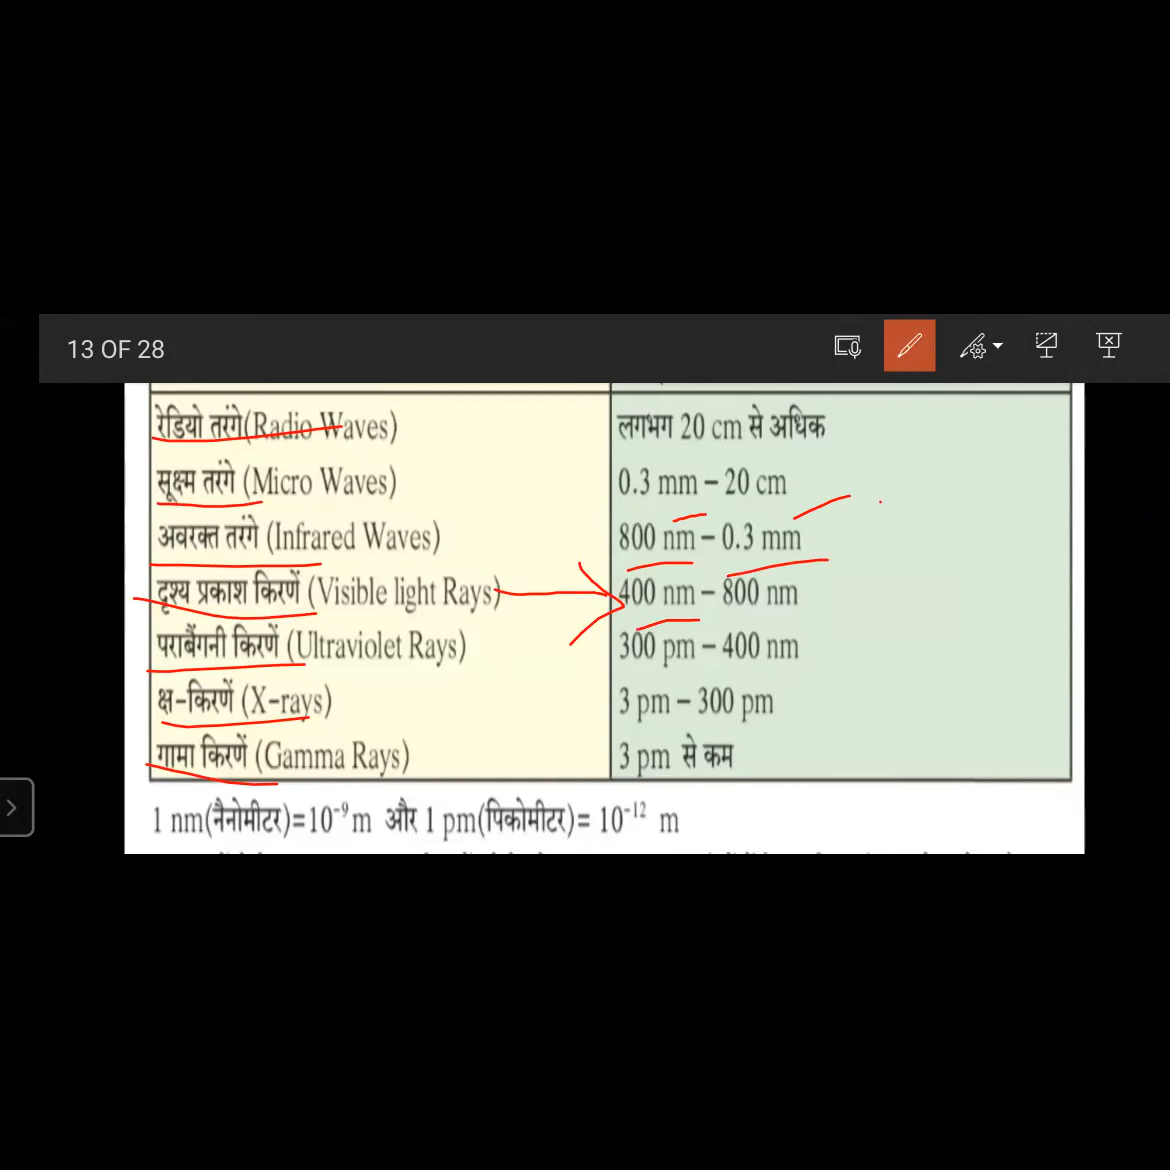 13 OF 28
रेडियो तरंगे(Radio Waves) लगभग 20 cm से अधिक
सूक्ष्म तरंगे (Micro Waves) 0.3 mm – 20 cm
अवरक्त तरंगे (Infrared Waves) 800 nm – 0.3 mm
दृश्य प्रकाश किरणें (Visible light Rays) 400 nm – 800 nm
पराबैंगनी किरणें (Ultraviolet Rays) 300 pm – 400 nm
क्ष-किरणें (X-rays) 3 pm – 300 pm
गामा किरणें (Gamma Rays) 3 pm से कम
1 nm(नैनोमीटर)=10⁻⁹m और 1 pm(पिकोमीटर)= 10⁻¹² m